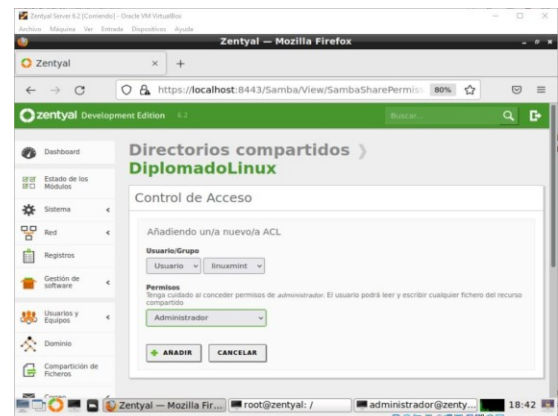 Zentyal Server 6.2 [Corriendo] - Oracle VM VirtualBox
Archivo Máquina Ver Entrada Dispositivos Ayuda
Zentyal — Mozilla Firefox
Zentyal
https://localhost:8443/Samba/View/SambaSharePermis 80%
zentyal Development Edition 6.2 Buscar...
Dashboard
Estado de los Módulos
Sistema
Red
Registros
Gestión de software
Usuarios y Equipos
Dominio
Compartición de Ficheros
Directorios compartidos
DiplomadoLinux
Control de Acceso
Añadiendo un/a nuevo/a ACL
Usuario/Grupo
Usuario linuxmint
Permisos
Tenga cuidado al conceder permisos de administrador. El usuario podrá leer y escribir cualquier fichero del recurso
compartido
Administrador
AÑADIR CANCELAR
Zentyal — Mozilla Fir... root@zentyal: / administrador@zenty... 18:42